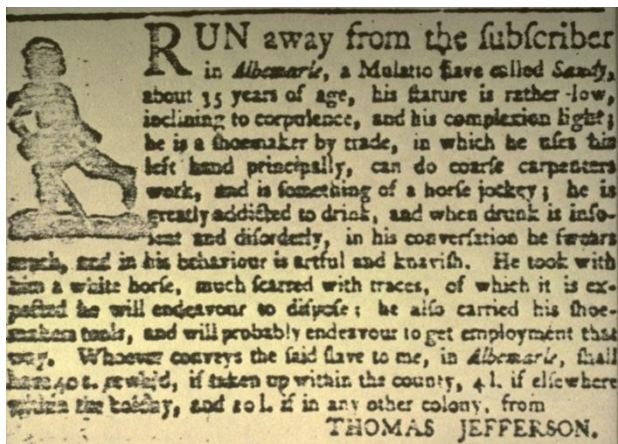 RUN away from the ſubſcriber
in Albemarle, a Mulatto ſlave called Sandy,
about 35 years of age, his ſtature is rather low,
inclining to corpulence, and his complexion light;
he is a ſhoemaker by trade, in which he uſes his
left hand principally, can do coarſe carpenters
work, and is ſomething of a horſe jockey; he is
greatly addicted to drink, and when drunk is inſo-
lent and diſorderly, in his converſation he ſwears
much, and in his behaviour is artful and knaviſh. He took with
him a white horſe, much ſcarred with traces, of which it is ex-
pected he will endeavour to diſpoſe; he alſo carried his ſhoe-
makers tools, and will probably endeavour to get employment that
way. Whoever conveys the ſaid ſlave to me, in Albemarle, ſhall
have 40 s. reward, if taken up within the county, 4 l. if elſewhere
within the colony, and 10 l. if in any other colony, from
THOMAS JEFFERSON.